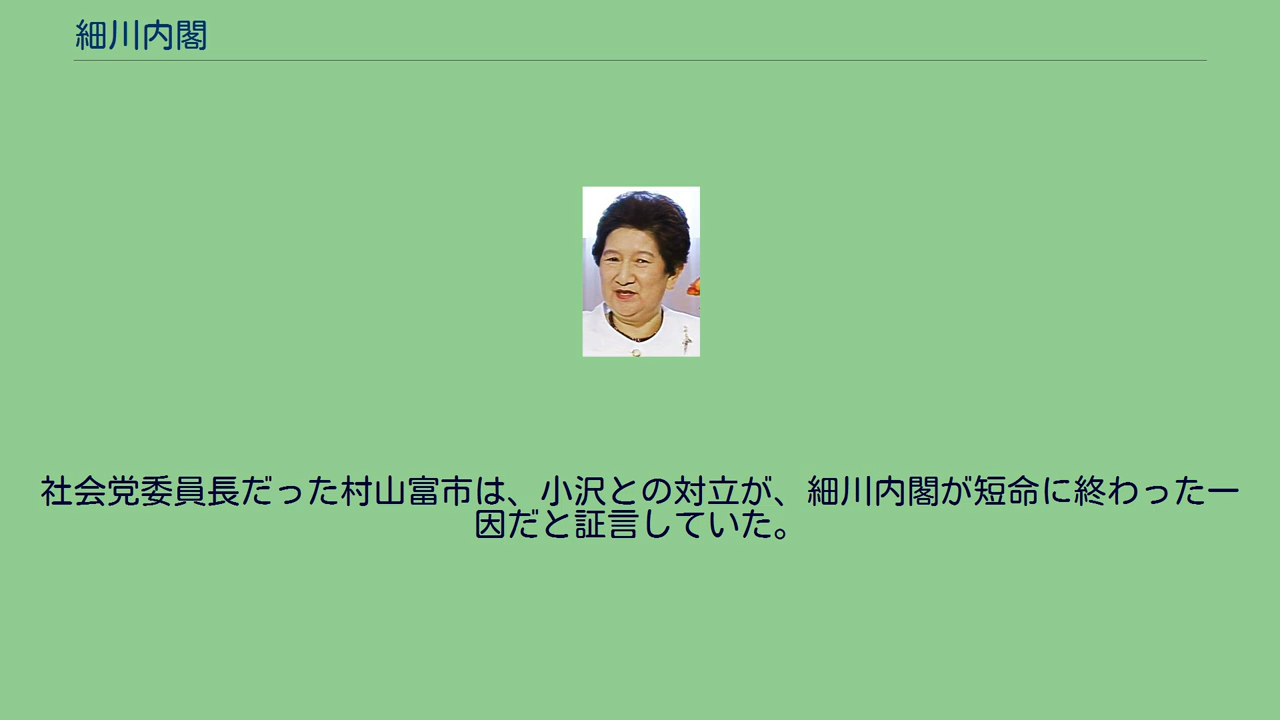 細川内閣
社会党委員長だった村山富市は、小沢との対立が、細川内閣が短命に終わった一
因だと証言していた。